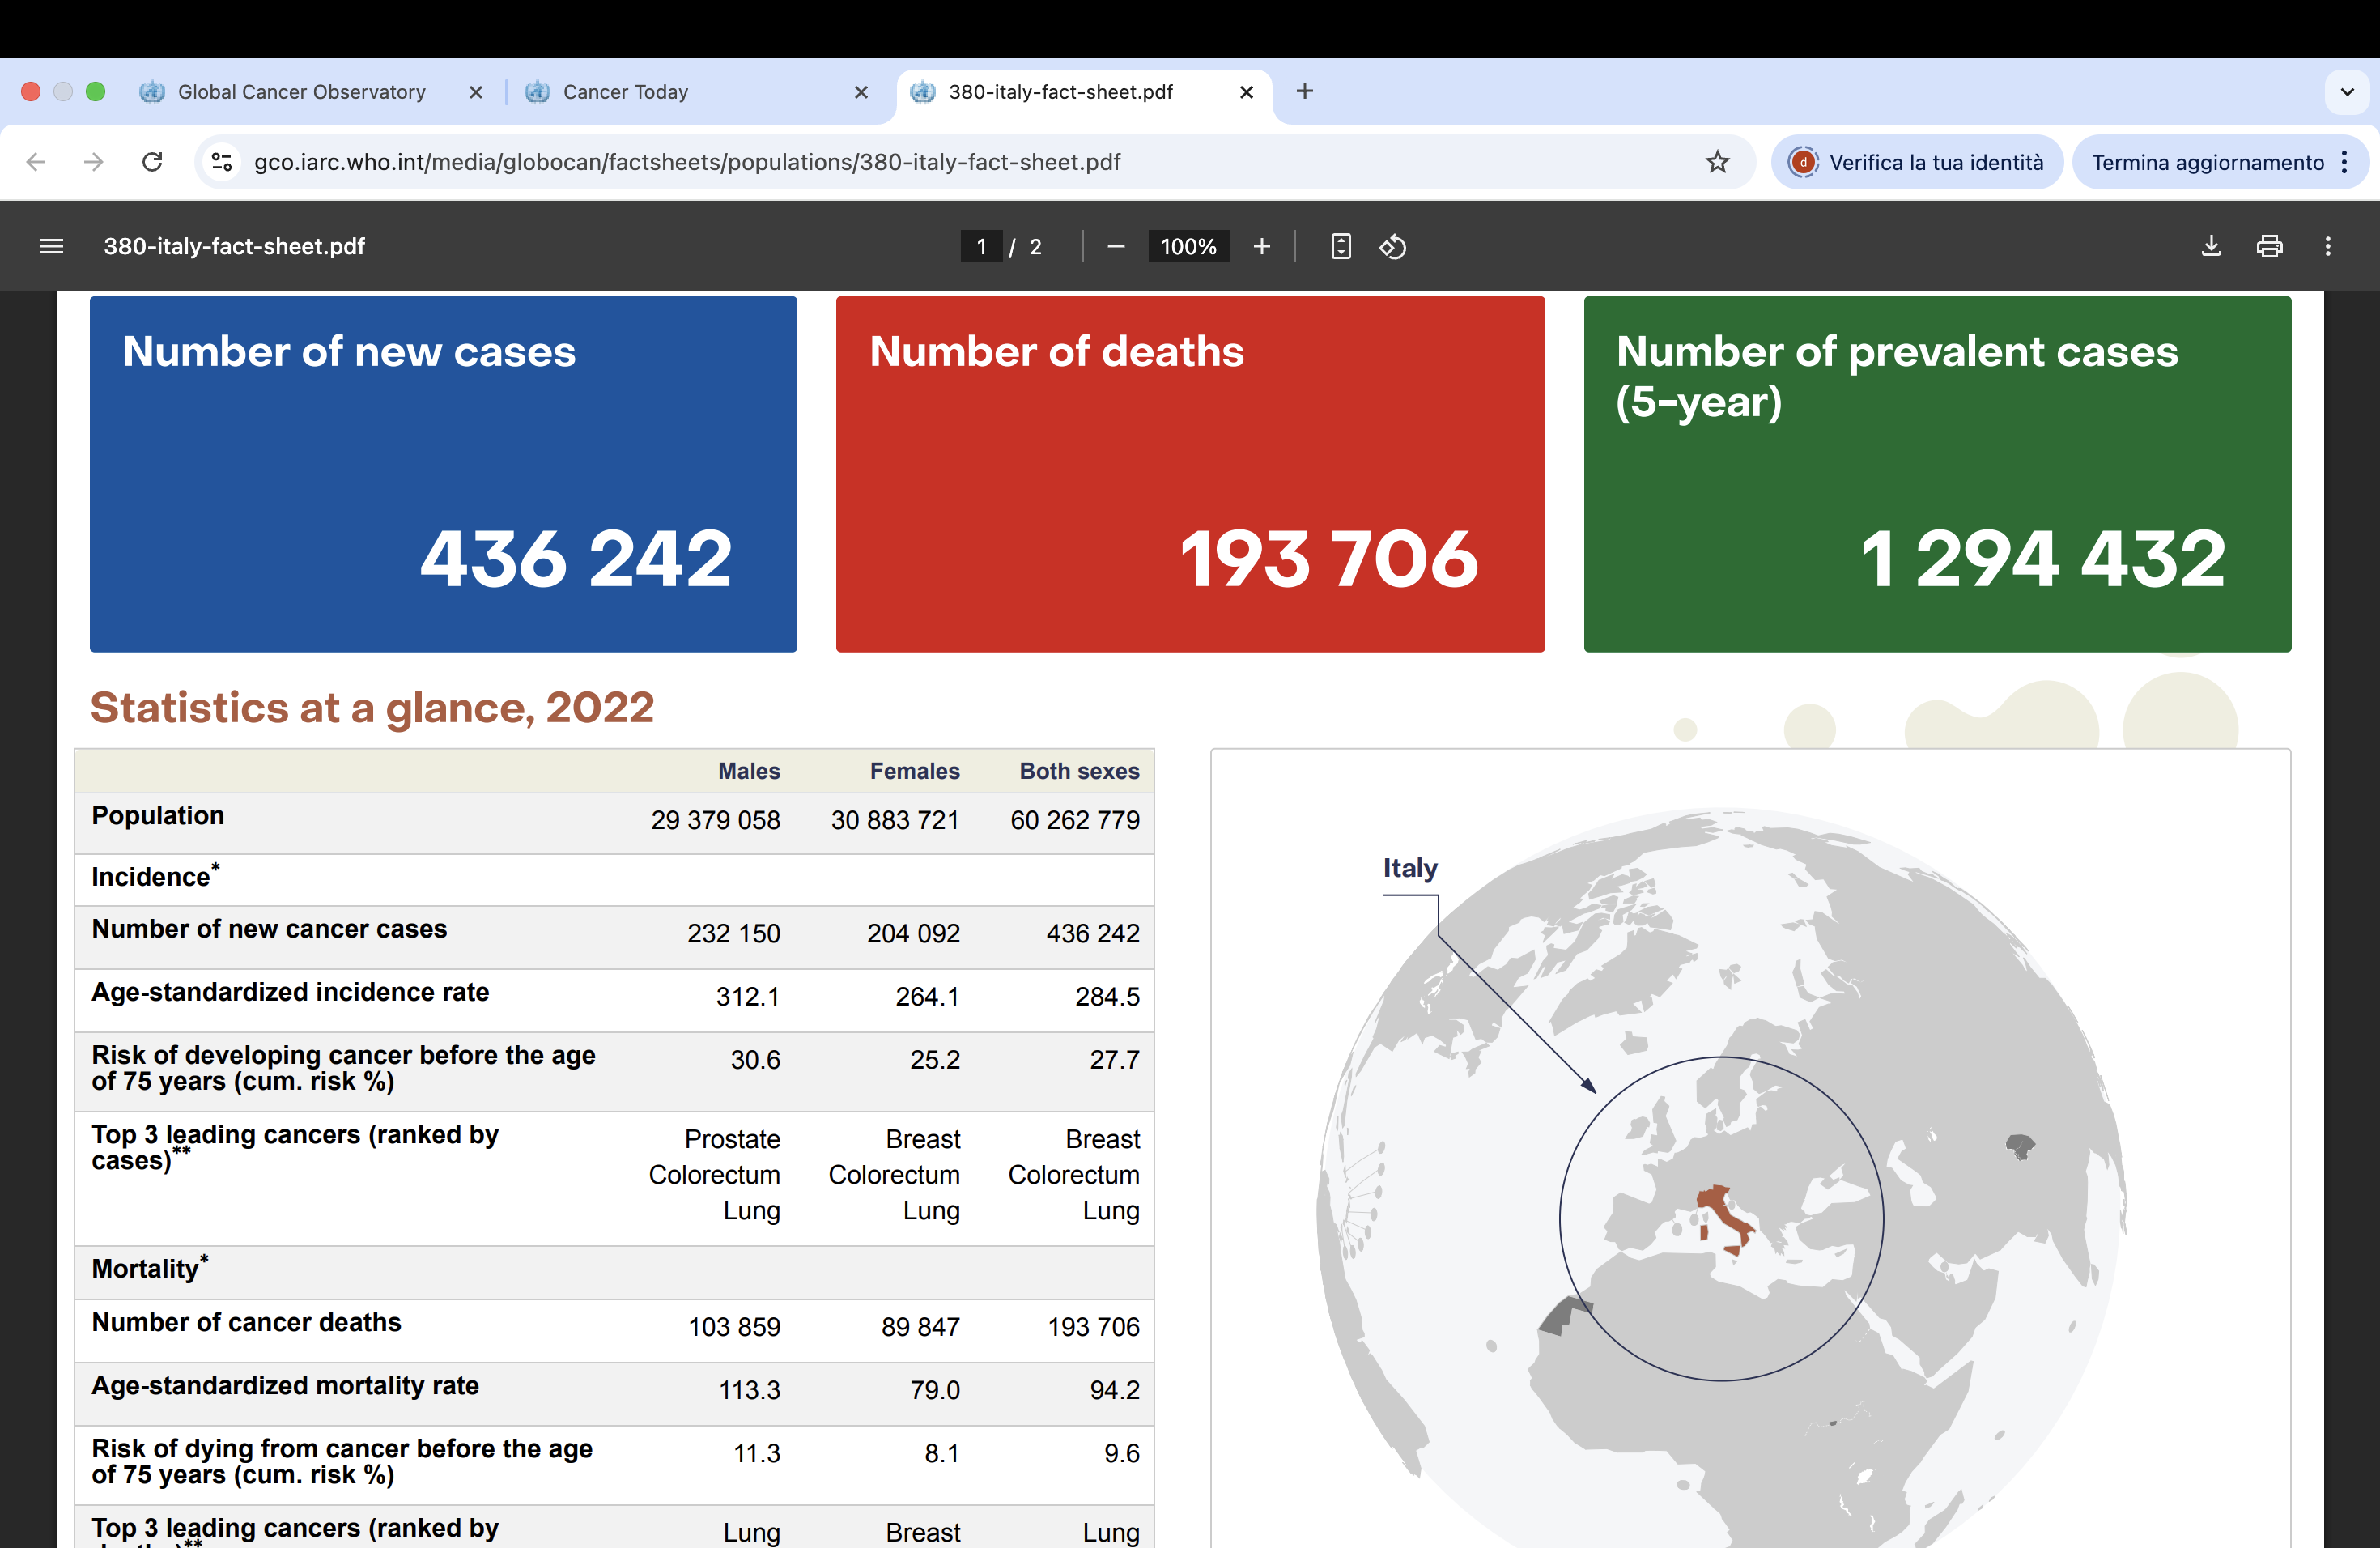 Global Cancer Observatory
Cancer Today
380-italy-fact-sheet.pdf
gco.iarc.who.int/media/globocan/factsheets/populations/380-italy-fact-sheet.pdf
d
Verifica la tua identità
Termina aggiornamento
380-italy-fact-sheet.pdf
1 / 2
100%
Number of new cases
436 242
Number of deaths
193 706
Number of prevalent cases
(5-year)
1 294 432
Statistics at a glance, 2022
Males Females Both sexes
Population 29 379 058 30 883 721 60 262 779
Incidence*
Number of new cancer cases 232 150 204 092 436 242
Age-standardized incidence rate 312.1 264.1 284.5
Risk of developing cancer before the age
of 75 years (cum. risk %) 30.6 25.2 27.7
Top 3 leading cancers (ranked by
cases)** Prostate Breast Breast
Colorectum Colorectum Colorectum
Lung Lung Lung
Mortality*
Number of cancer deaths 103 859 89 847 193 706
Age-standardized mortality rate 113.3 79.0 94.2
Risk of dying from cancer before the age
of 75 years (cum. risk %) 11.3 8.1 9.6
Top 3 leading cancers (ranked by Lung Breast Lung
Italy